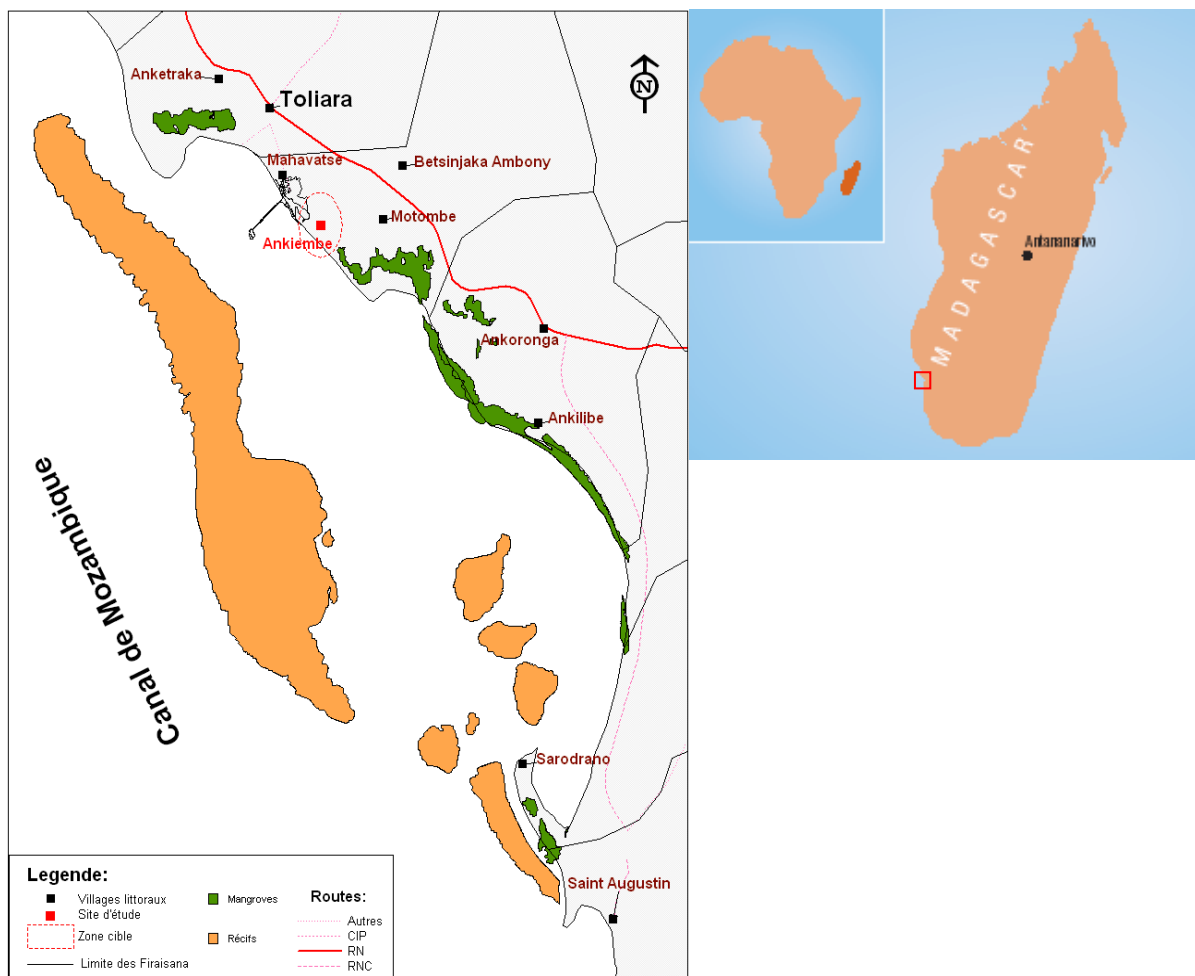 Anketraka
Toliara
N
Mahavatse
Betsinjaka Ambony
Motombe
Ankiembe
Ankoronga
Ankilibe
Canal de Mozambique
Sarodrano
Saint Augustin
Legende:
Villages littoraux
Site d'étude
Zone cible
Limite des Firaisana
Mangroves
Récifs
Routes:
Autres
CIP
RN
RNC
MADAGASCAR
Antananarivo